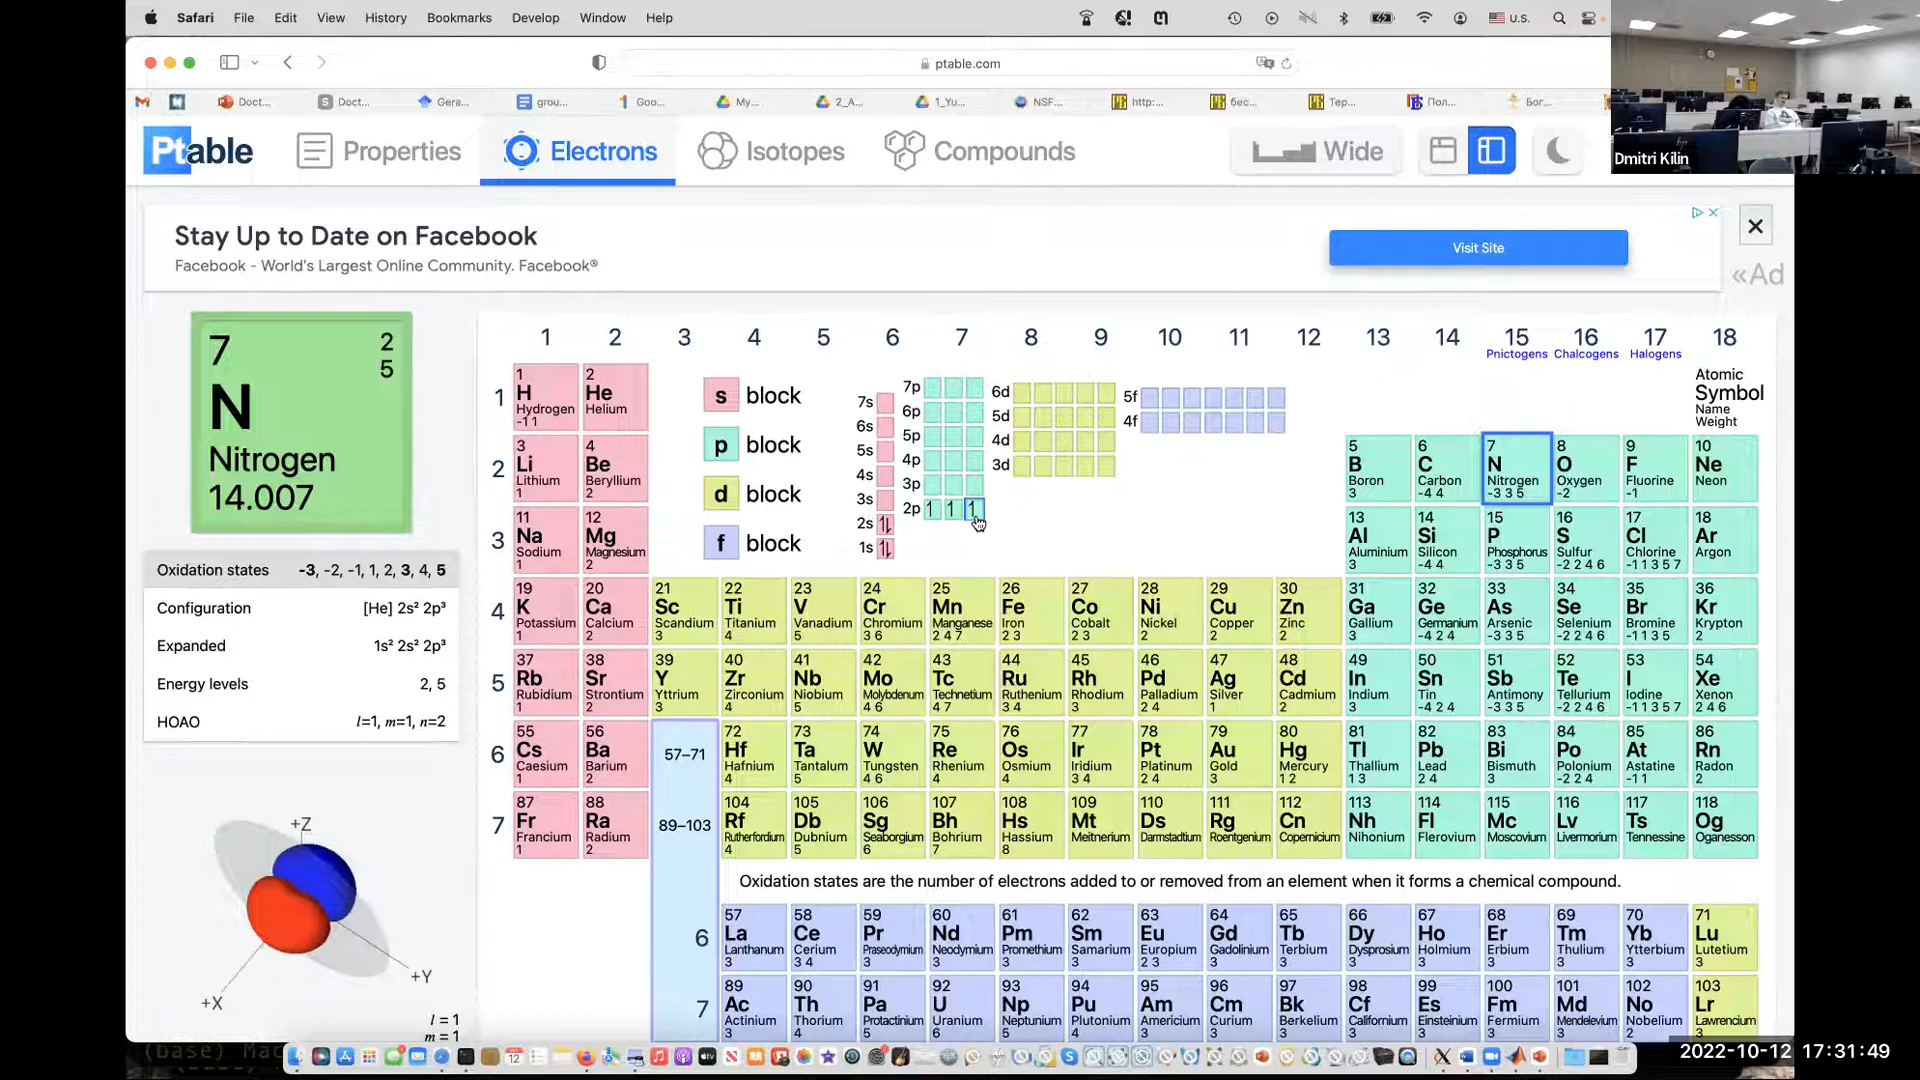 Safari File Edit View History Bookmarks Develop Window Help U.S.
ptable.com
Doct... Doct... Gera... grou... Goo... My... 2_A... 1_Yu... NSF... http:... бес... Тер... Пол... Бог...
Dmitri Kilin
Ptable Properties Electrons Isotopes Compounds Wide
Stay Up to Date on Facebook
Facebook - World's Largest Online Community. Facebook®
Visit Site
«Ad
7
2
5
N
Nitrogen
14.007
Oxidation states -3, -2, -1, 1, 2, 3, 4, 5
Configuration [He] 2s² 2p³
Expanded 1s² 2s² 2p³
Energy levels 2, 5
HOAO l=1, m=1, n=2
+Z
+Y
+X
l = 1
m = 1
1 2 3 4 5 6 7 8 9 10 11 12 13 14 15 16 17 18
Pnictogens Chalcogens Halogens
s block
p block
d block
f block
7s
6s
5s
4s
3s
2s
1s
7p
6p
5p
4p
3p
2p
6d
5d
4d
3d
5f
4f
Atomic
Symbol
Name
Weight
1
1 2
H He
Hydrogen Helium
-1 1
2
3 4 5 6 7 8 9 10
Li Be B C N O F Ne
Lithium Beryllium Boron Carbon Nitrogen Oxygen Fluorine Neon
1 2 3 -4 4 -3 3 5 -2 -1
3
11 12 13 14 15 16 17 18
Na Mg Al Si P S Cl Ar
Sodium Magnesium Aluminium Silicon Phosphorus Sulfur Chlorine Argon
1 2 3 -4 4 -3 3 5 -2 2 4 6 -1 1 3 5 7
4
19 20 21 22 23 24 25 26 27 28 29 30 31 32 33 34 35 36
K Ca Sc Ti V Cr Mn Fe Co Ni Cu Zn Ga Ge As Se Br Kr
Potassium Calcium Scandium Titanium Vanadium Chromium Manganese Iron Cobalt Nickel Copper Zinc Gallium Germanium Arsenic Selenium Bromine Krypton
1 2 3 4 5 3 6 2 4 7 2 3 2 3 2 2 2 3 -4 2 4 -3 3 5 -2 2 4 6 -1 1 3 5 2
5
37 38 39 40 41 42 43 44 45 46 47 48 49 50 51 52 53 54
Rb Sr Y Zr Nb Mo Tc Ru Rh Pd Ag Cd In Sn Sb Te I Xe
Rubidium Strontium Yttrium Zirconium Niobium Molybdenum Technetium Ruthenium Rhodium Palladium Silver Cadmium Indium Tin Antimony Tellurium Iodine Xenon
1 2 3 4 5 4 6 4 7 3 4 3 2 4 1 2 3 -4 2 4 -3 3 5 -2 2 4 6 -1 1 3 5 7 2 4 6
6
55 56 57–71 72 73 74 75 76 77 78 79 80 81 82 83 84 85 86
Cs Ba Hf Ta W Re Os Ir Pt Au Hg Tl Pb Bi Po At Rn
Caesium Barium Hafnium Tantalum Tungsten Rhenium Osmium Iridium Platinum Gold Mercury Thallium Lead Bismuth Polonium Astatine Radon
1 2 4 5 4 6 4 4 3 4 2 4 3 1 2 1 3 2 4 3 -2 2 4 -1 1 2
7
87 88 89–103 104 105 106 107 108 109 110 111 112 113 114 115 116 117 118
Fr Ra Rf Db Sg Bh Hs Mt Ds Rg Cn Nh Fl Mc Lv Ts Og
Francium Radium Rutherfordium Dubnium Seaborgium Bohrium Hassium Meitnerium Darmstadtium Roentgenium Copernicium Nihonium Flerovium Moscovium Livermorium Tennessine Oganesson
1 2 4 5 6 7 8
Oxidation states are the number of electrons added to or removed from an element when it forms a chemical compound.
6
57 58 59 60 61 62 63 64 65 66 67 68 69 70 71
La Ce Pr Nd Pm Sm Eu Gd Tb Dy Ho Er Tm Yb Lu
Lanthanum Cerium Praseodymium Neodymium Promethium Samarium Europium Gadolinium Terbium Dysprosium Holmium Erbium Thulium Ytterbium Lutetium
3 3 4 3 3 3 3 2 3 3 3 3 3 3 3 3 3
7
89 90 91 92 93 94 95 96 97 98 99 100 101 102 103
Ac Th Pa U Np Pu Am Cm Bk Cf Es Fm Md No Lr
Actinium Thorium Protactinium Uranium Neptunium Plutonium Americium Curium Berkelium Californium Einsteinium Fermium Mendelevium Nobelium Lawrencium
3 4 5 6 5 4 3 3 3 3 3 3 3 2 3
(base) Mac
2022-10-12 17:31:49